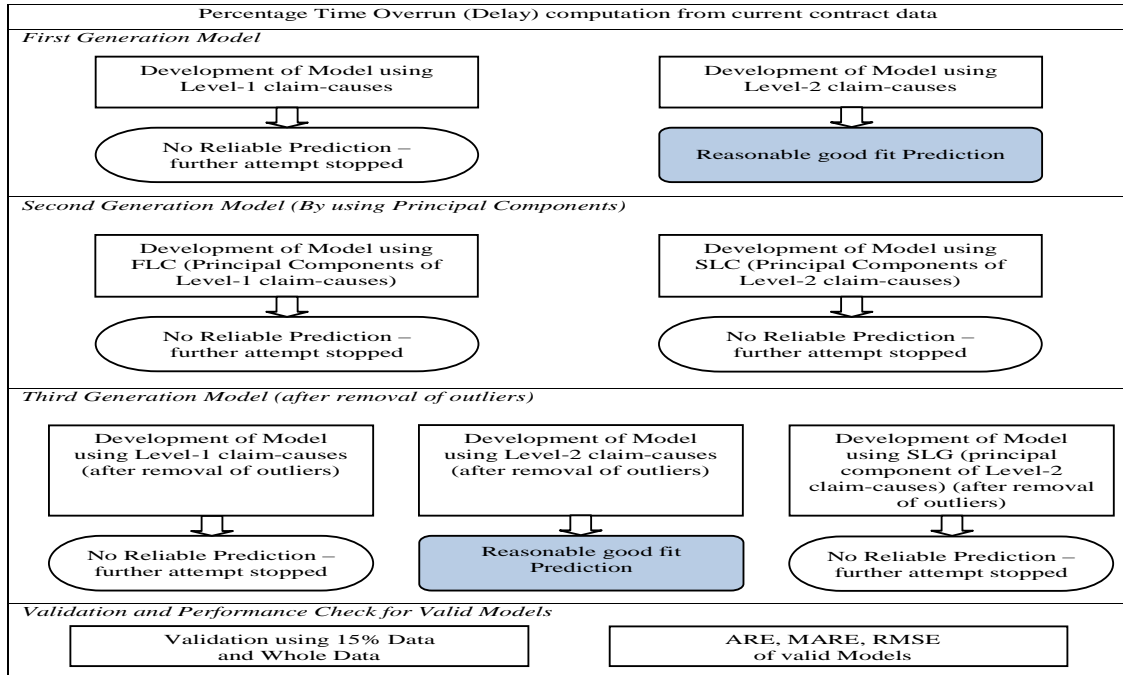 Percentage Time Overrun (Delay) computation from current contract data
First Generation Model
Development of Model using
Level-1 claim-causes
Development of Model using
Level-2 claim-causes
No Reliable Prediction –
further attempt stopped
Reasonable good fit Prediction
Second Generation Model (By using Principal Components)
Development of Model using
FLC (Principal Components of
Level-1 claim-causes)
Development of Model using
SLC (Principal Components of
Level-2 claim-causes)
No Reliable Prediction –
further attempt stopped
No Reliable Prediction –
further attempt stopped
Third Generation Model (after removal of outliers)
Development of Model
using Level-1 claim-causes
(after removal of outliers)
Development of Model
using Level-2 claim-causes
(after removal of outliers)
Development of Model
using SLG (principal
component of Level-2
claim-causes) (after removal
of outliers)
No Reliable Prediction –
further attempt stopped
Reasonable good fit
Prediction
No Reliable Prediction –
further attempt stopped
Validation and Performance Check for Valid Models
Validation using 15% Data
and Whole Data
ARE, MARE, RMSE
of valid Models